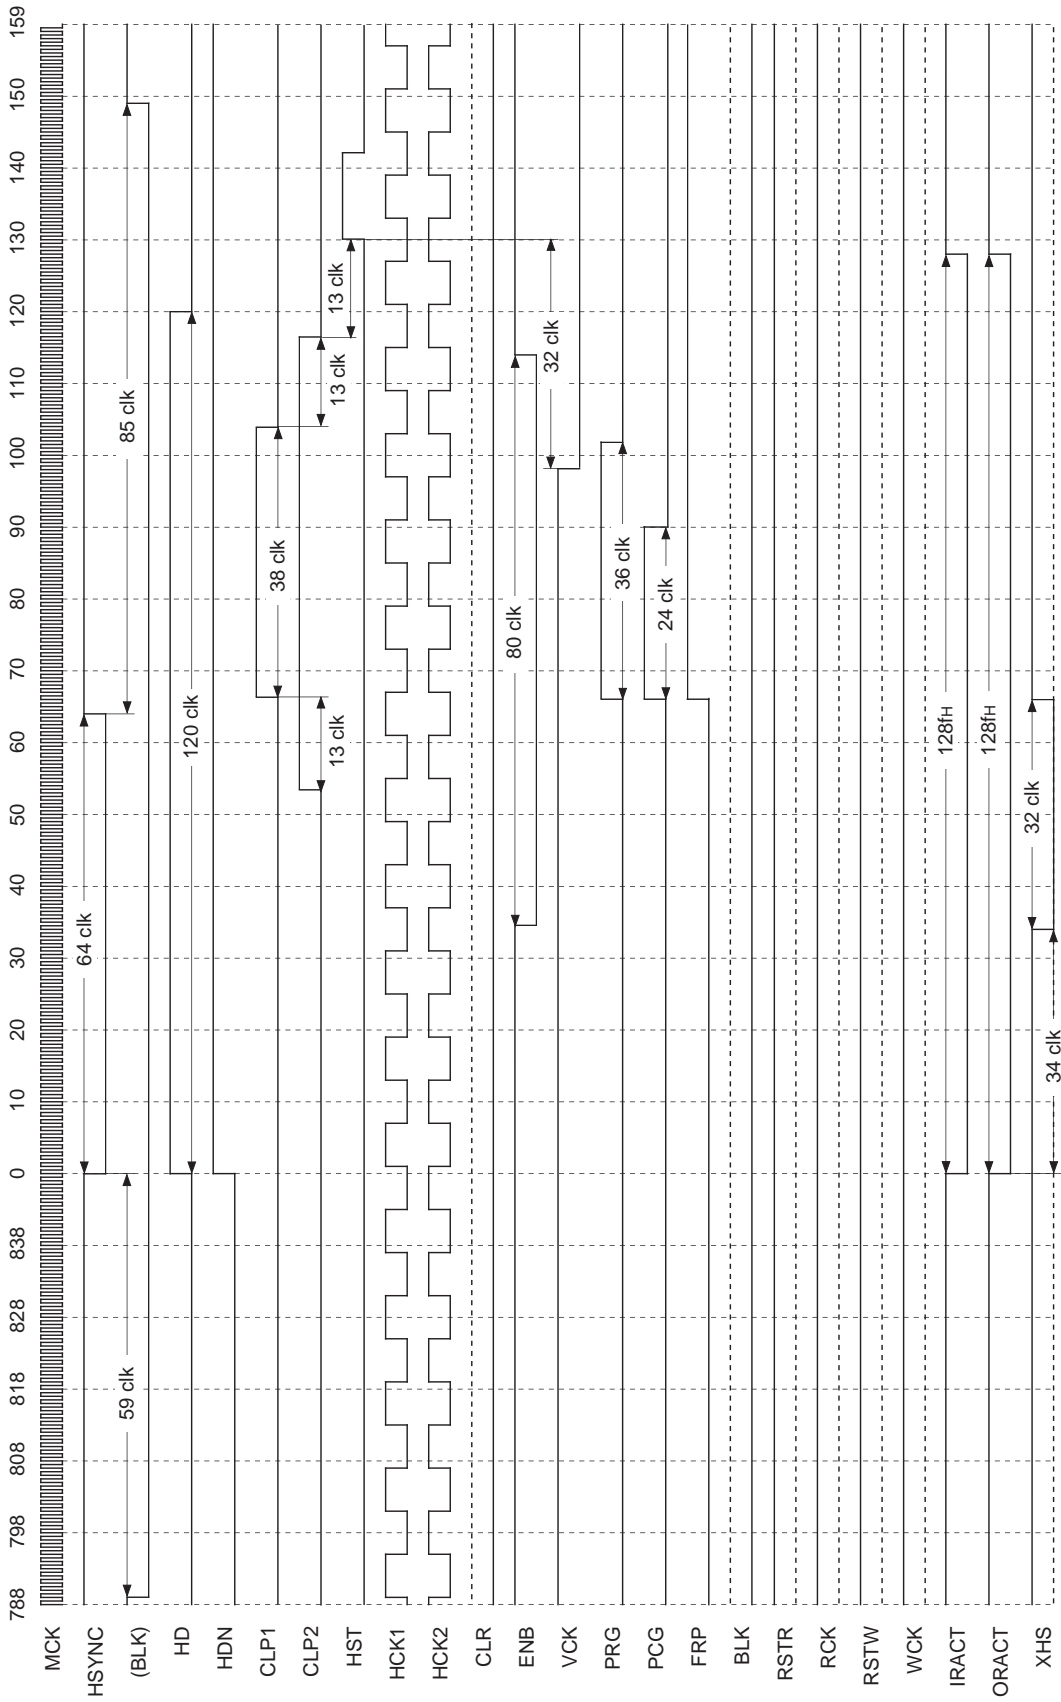 788 798 808 818 828 838 0 10 20 30 40 50 60 70 80 90 100 110 120 130 140 150 159
MCK
HSYNC 64 clk
(BLK) 59 clk 85 clk
HD 120 clk
HDN
CLP1 38 clk
CLP2 13 clk 13 clk
HST 13 clk
HCK1
HCK2
CLR
ENB 80 clk
VCK 32 clk
PRG 36 clk
PCG 24 clk
FRP
BLK
RSTR
RCK
RSTW
WCK
IRACT 128fH
ORACT 128fH
XHS 32 clk
34 clk